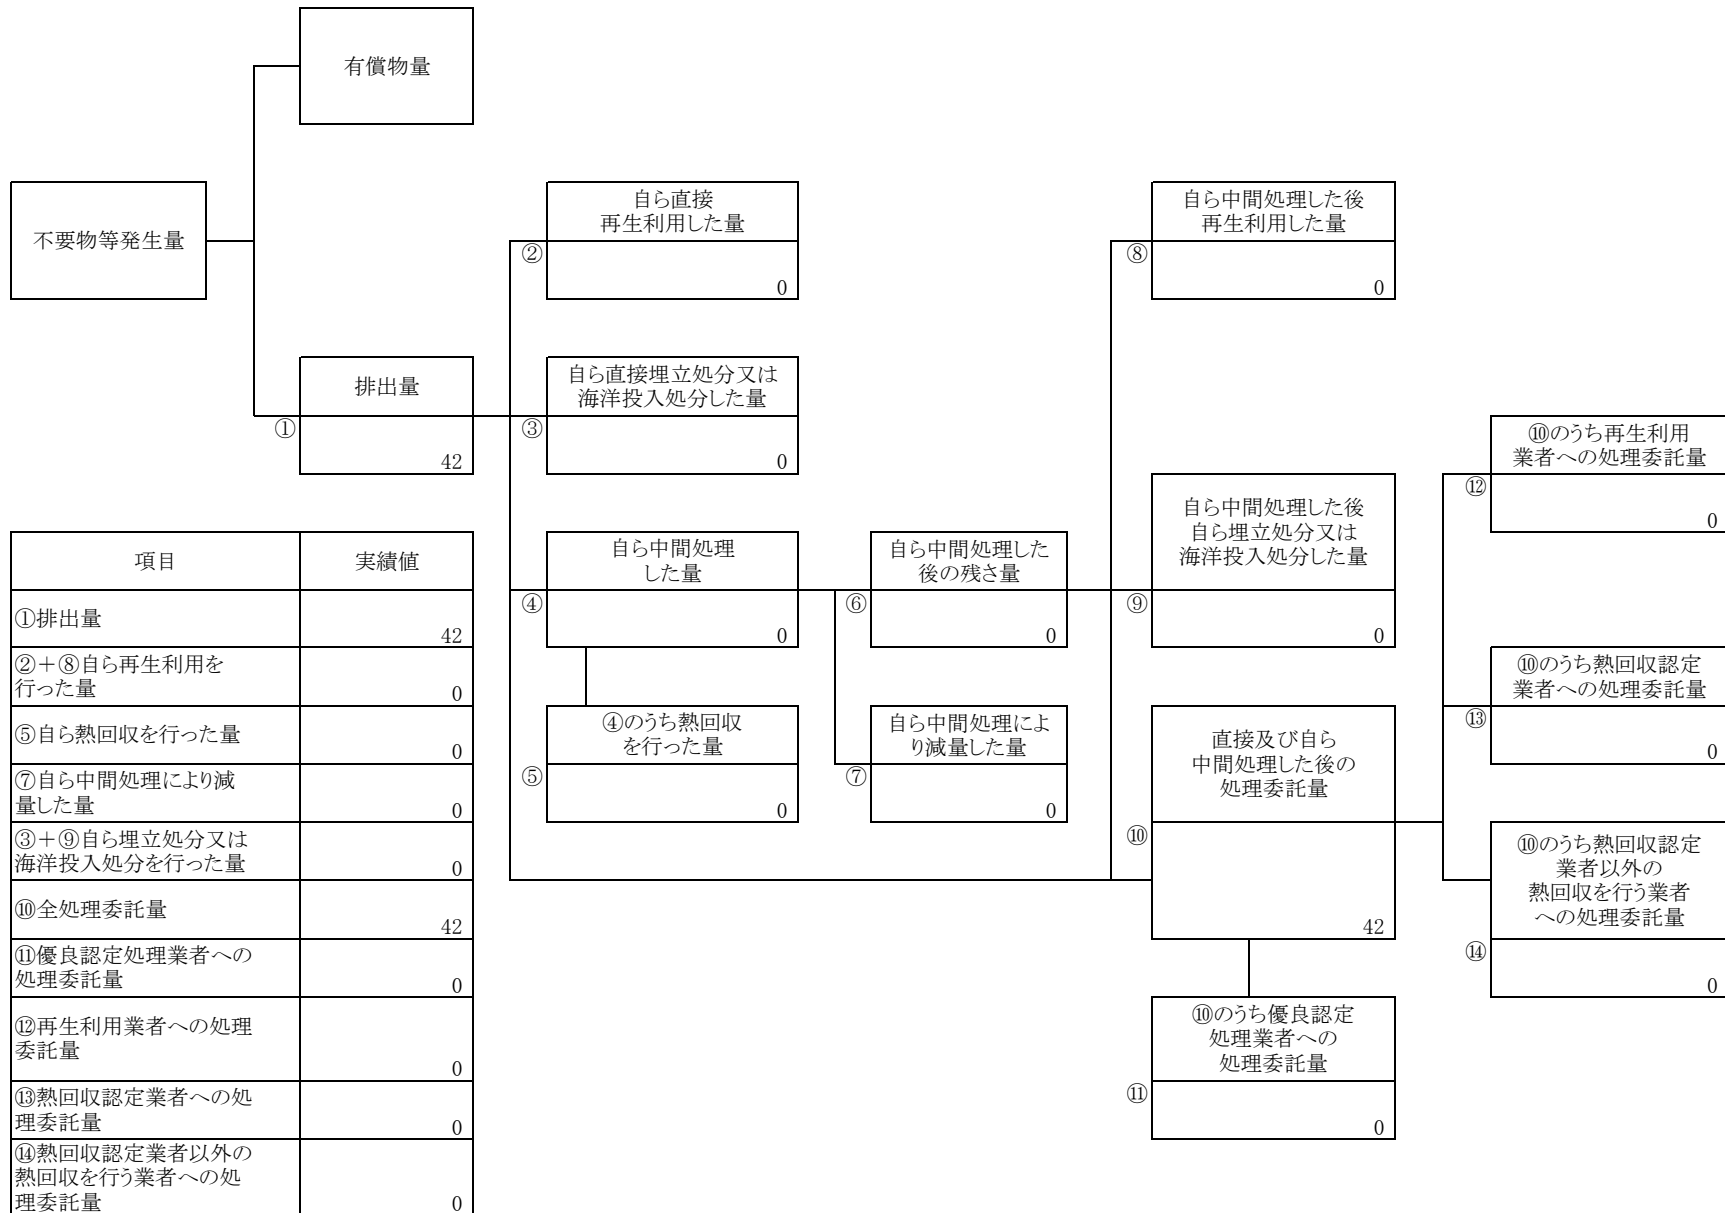 有償物量
不要物等発生量
自ら直接
再生利用した量
②
0
自ら中間処理した後
再生利用した量
⑧
0
排出量
①
42
自ら直接埋立処分又は
海洋投入処分した量
③
0
⑩のうち再生利用
業者への処理委託量
⑫
0
自ら中間処理
した量
④
0
自ら中間処理した
後の残さ量
⑥
0
自ら中間処理した後
自ら埋立処分又は
海洋投入処分した量
⑨
0
⑩のうち熱回収認定
業者への処理委託量
⑬
0
④のうち熱回収
を行った量
⑤
0
自ら中間処理によ
り減量した量
⑦
0
直接及び自ら
中間処理した後の
処理委託量
⑩
42
⑩のうち熱回収認定
業者以外の
熱回収を行う業者
への処理委託量
⑭
0
⑩のうち優良認定
処理業者への
処理委託量
⑪
0
項目 実績値
①排出量
42
②＋⑧自ら再生利用を
行った量 0
⑤自ら熱回収を行った量
0
⑦自ら中間処理により減
量した量 0
③＋⑨自ら埋立処分又は
海洋投入処分を行った量 0
⑩全処理委託量
42
⑪優良認定処理業者への
処理委託量 0
⑫再生利用業者への処理
委託量
0
⑬熱回収認定業者への処
理委託量 0
⑭熱回収認定業者以外の
熱回収を行う業者への処
理委託量 0